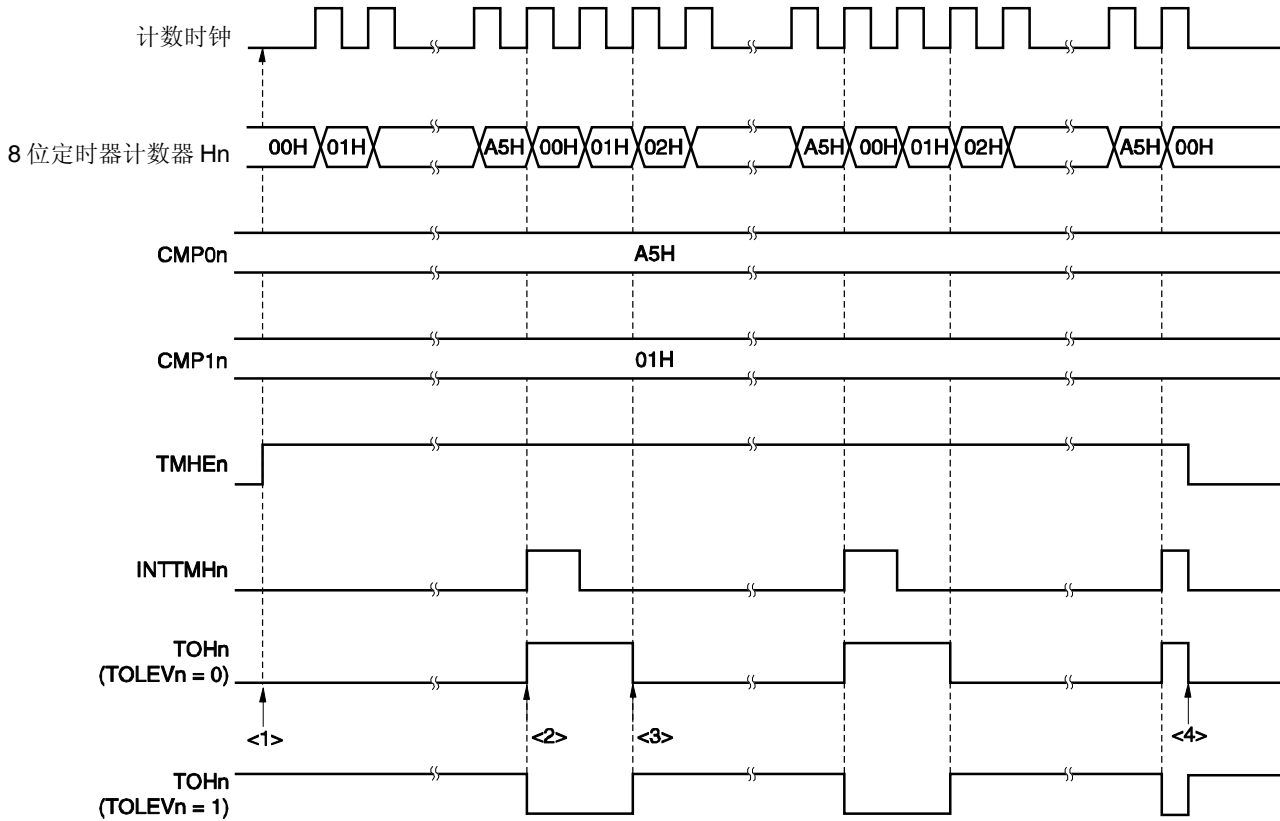 计数时钟
8 位定时器计数器 Hn
00H 01H A5H 00H 01H 02H A5H 00H 01H 02H A5H 00H
CMP0n
A5H
CMP1n
01H
TMHEn
INTTMHn
TOHn
(TOLEVn = 0)
<1> <2> <3> <4>
TOHn
(TOLEVn = 1)